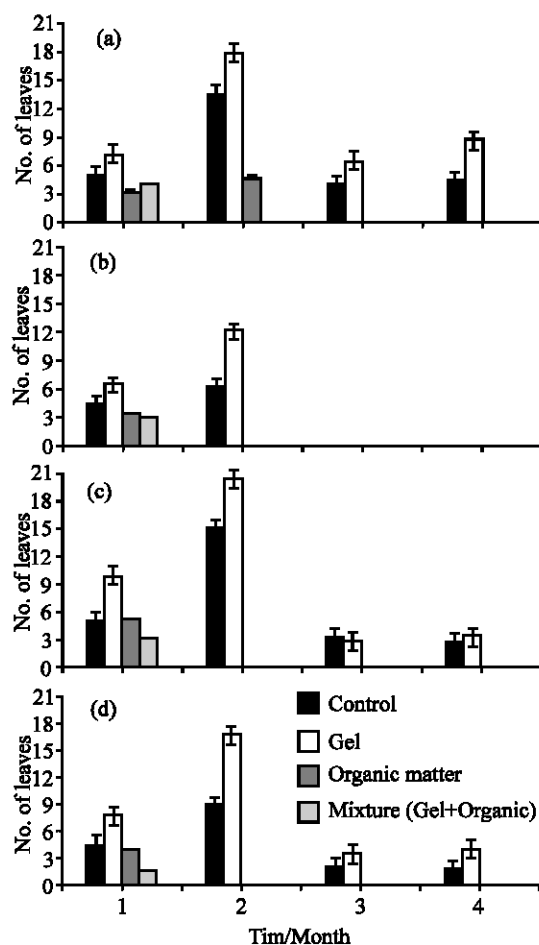 (a)
No. of leaves
21
18
15
12
9
6
3
0
(b)
No. of leaves
21
18
15
12
9
6
3
0
(c)
No. of leaves
21
18
15
12
9
6
3
0
(d)
No. of leaves
21
18
15
12
9
6
3
0
Control
Gel
Organic matter
Mixture (Gel+Organic)
1 2 3 4
Tim/Month